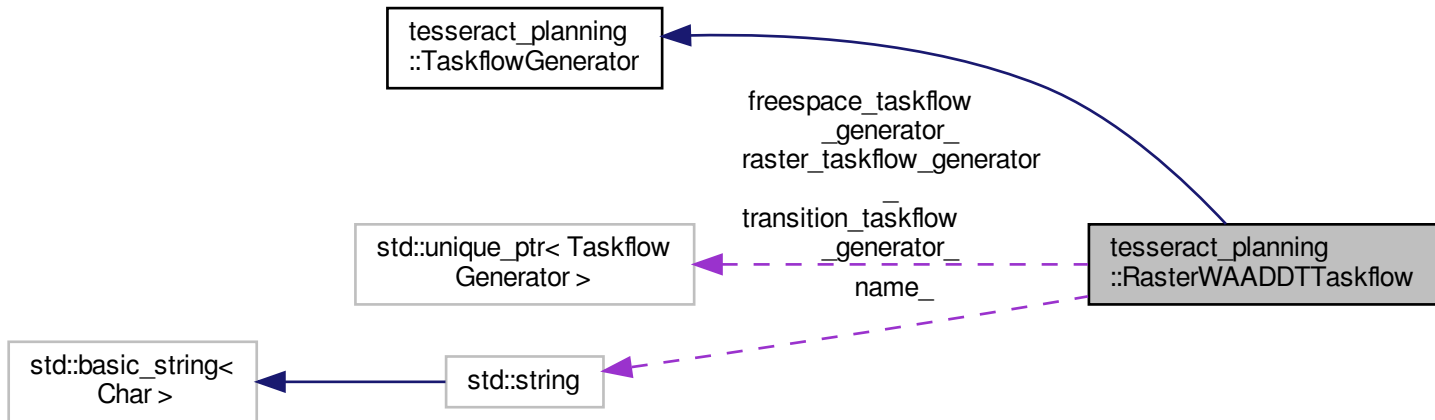 tesseract_planning
::TaskflowGenerator
freespace_taskflow
_generator_
raster_taskflow_generator
_
transition_taskflow
_generator_
name_
std::unique_ptr< Taskflow
Generator >
tesseract_planning
::RasterWAADDTTaskflow
std::basic_string<
Char >
std::string